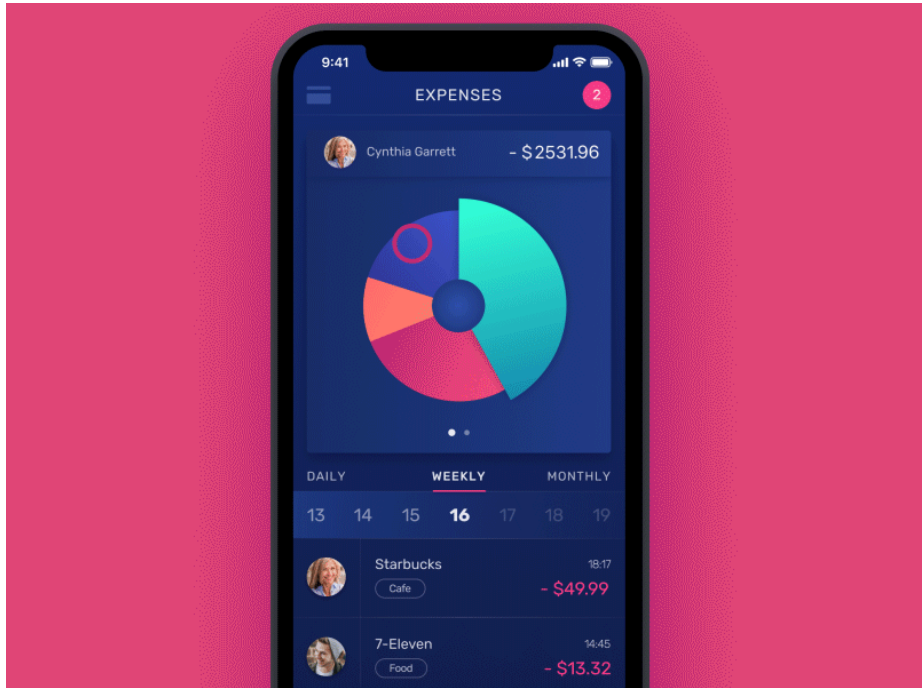 9:41
EXPENSES
2
Cynthia Garrett
- $2531.96
DAILY WEEKLY MONTHLY
13 14 15 16 17 18 19
Starbucks
18:17
Cafe
- $49.99
7-Eleven
14:45
Food
- $13.32